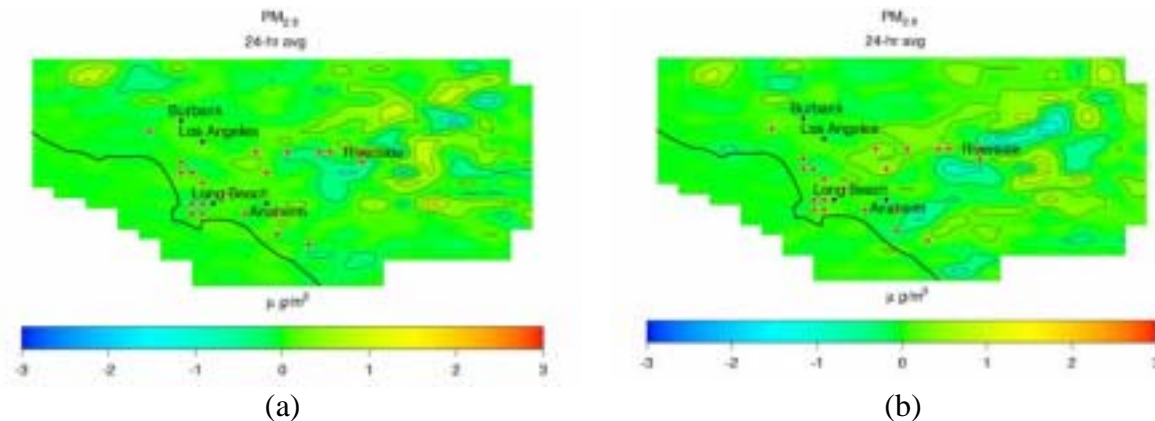 PM2.5
24-hr avg
Burbank
Los Angeles
Riverside
Long Beach
Anaheim
μ g/m³
-3 -2 -1 0 1 2 3
(a)
PM2.5
24-hr avg
Burbank
Los Angeles
Riverside
Long Beach
Anaheim
μ g/m³
-3 -2 -1 0 1 2 3
(b)